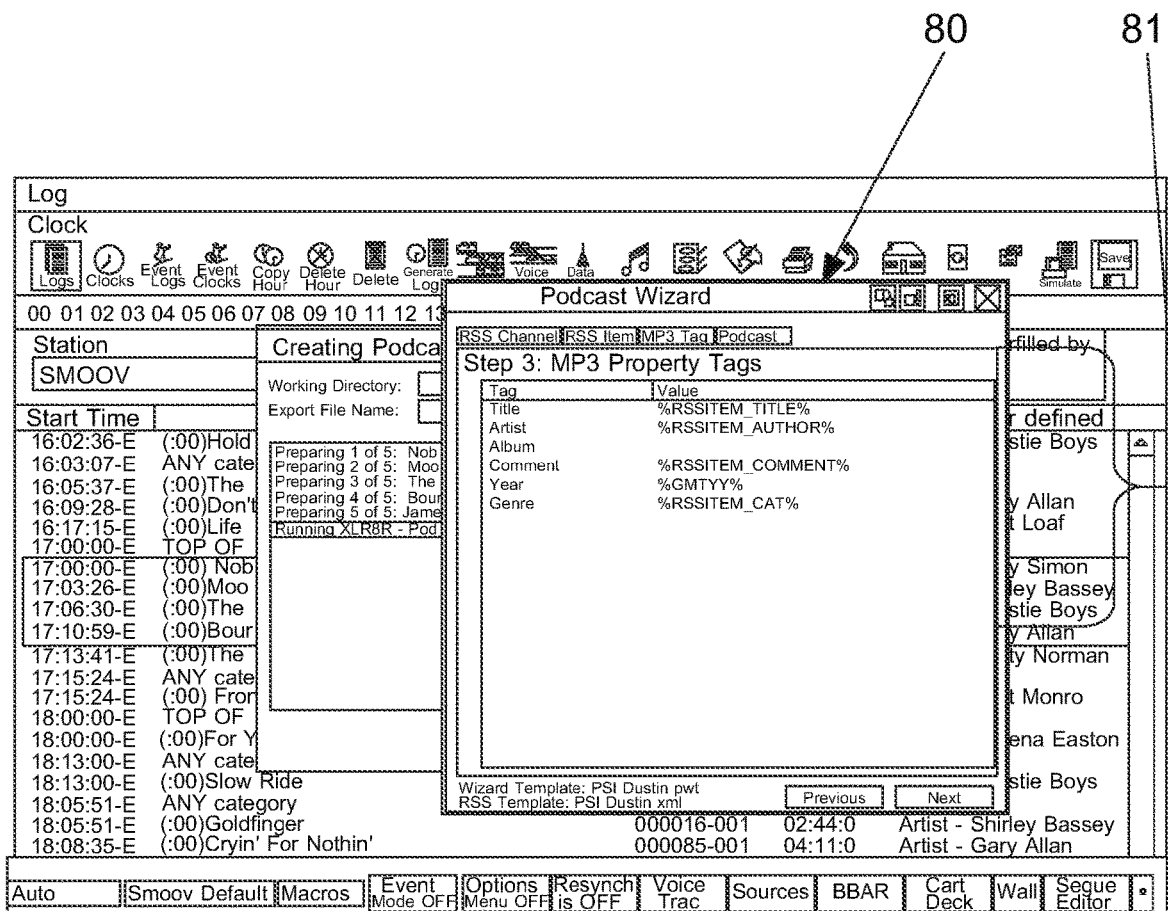 80 81
Log
Clock
Logs Clocks Event Logs Event Clocks Copy Hour Delete Hour Delete Generate Log Voice Data Simulate Save
00 01 02 03 04 05 06 07 08 09 10 11 12 13
Station
SMOOV
filled by
Start Time
r defined
Creating Podca
Working Directory:
Export File Name:
Preparing 1 of 5: Nob
Preparing 2 of 5: Moo
Preparing 3 of 5: The
Preparing 4 of 5: Bour
Preparing 5 of 5: Jame
Running XLR8R - Pod
Podcast Wizard
RSS Channel RSS Item MP3 Tag Podcast
Step 3: MP3 Property Tags
Tag Value
Title %RSSITEM_TITLE%
Artist %RSSITEM_AUTHOR%
Album
Comment %RSSITEM_COMMENT%
Year %GMTYY%
Genre %RSSITEM_CAT%
Wizard Template: PSI Dustin pwt
RSS Template: PSI Dustin xml
Previous Next
16:02:36-E (:00)Hold stie Boys
16:03:07-E ANY cate
16:05:37-E (:00)The
16:09:28-E (:00)Don't y Allan
16:17:15-E (:00)Life t Loaf
17:00:00-E TOP OF
17:00:00-E (:00) Nob y Simon
17:03:26-E (:00)Moo ley Bassey
17:06:30-E (:00)The stie Boys
17:10:59-E (:00)Bour y Allan
17:13:41-E (:00)The ty Norman
17:15:24-E ANY cate
17:15:24-E (:00) Fron t Monro
18:00:00-E TOP OF
18:00:00-E (:00)For Y ena Easton
18:13:00-E ANY cate
18:13:00-E (:00)Slow Ride stie Boys
18:05:51-E ANY category
18:05:51-E (:00)Goldfinger 000016-001 02:44:0 Artist - Shirley Bassey
18:08:35-E (:00)Cryin' For Nothin' 000085-001 04:11:0 Artist - Gary Allan
Auto Smoov Default Macros Event Mode OFF Options Menu OFF Resynch is OFF Voice Trac Sources BBAR Cart Deck Wall Segue Editor